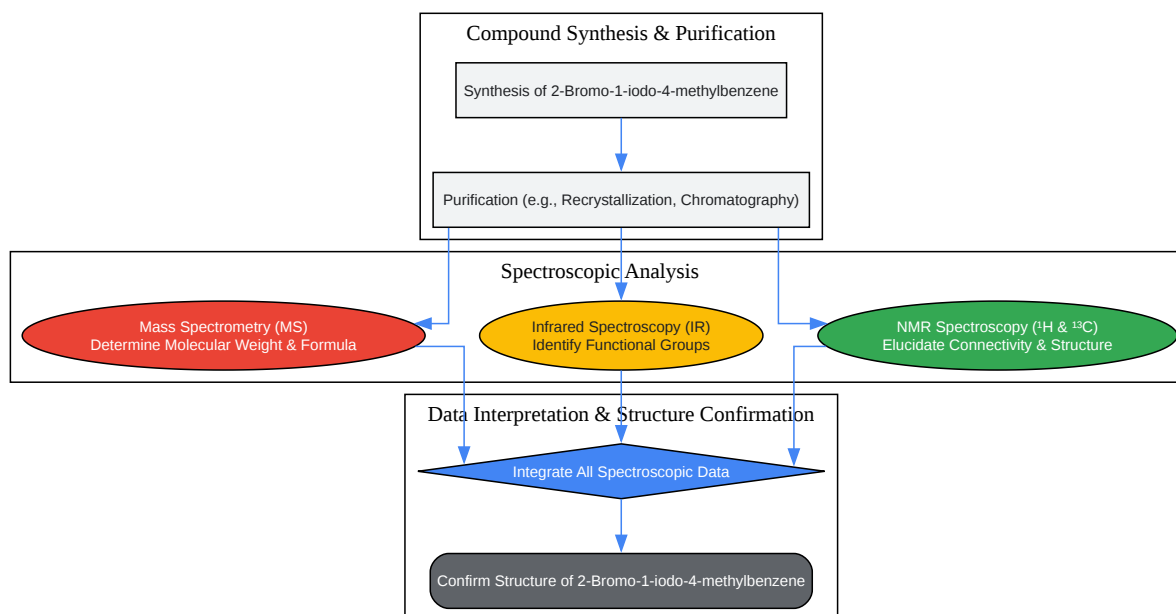 Compound Synthesis & Purification
Synthesis of 2-Bromo-1-iodo-4-methylbenzene
Purification (e.g., Recrystallization, Chromatography)
Spectroscopic Analysis
Mass Spectrometry (MS)
Determine Molecular Weight & Formula
Infrared Spectroscopy (IR)
Identify Functional Groups
NMR Spectroscopy (¹H & ¹³C)
Elucidate Connectivity & Structure
Data Interpretation & Structure Confirmation
Integrate All Spectroscopic Data
Confirm Structure of 2-Bromo-1-iodo-4-methylbenzene